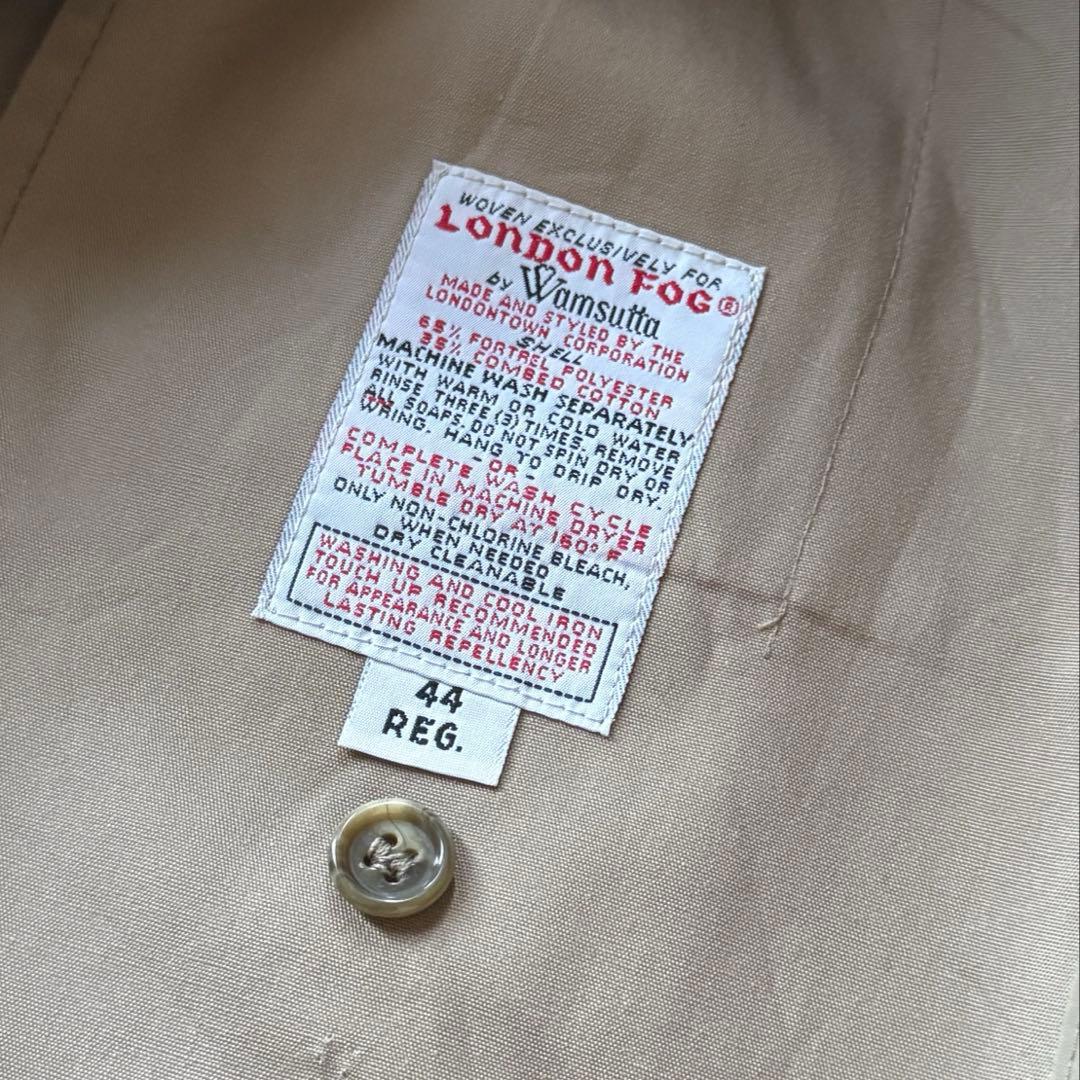 WOVEN EXCLUSIVELY FOR
LONDON FOG®
by Wamsutta
MADE AND STYLED BY THE
LONDONTOWN CORPORATION
SHELL
65% FORTREL POLYESTER
35% COMBED COTTON
MACHINE WASH SEPARATELY
WITH WARM OR COLD WATER
RINSE THREE (3) TIMES. REMOVE
ALL SOAPS. DO NOT SPIN DRY OR
WRING. HANG TO DRIP DRY.
- OR -
COMPLETE WASH CYCLE
PLACE IN MACHINE DRYER
TUMBLE DRY AT 160° F
ONLY NON-CHLORINE BLEACH,
WHEN NEEDED
DRY CLEANABLE
WASHING AND COOL IRON
TOUCH UP RECOMMENDED
FOR APPEARANCE AND LONGER
LASTING REPELLENCY
44
REG.